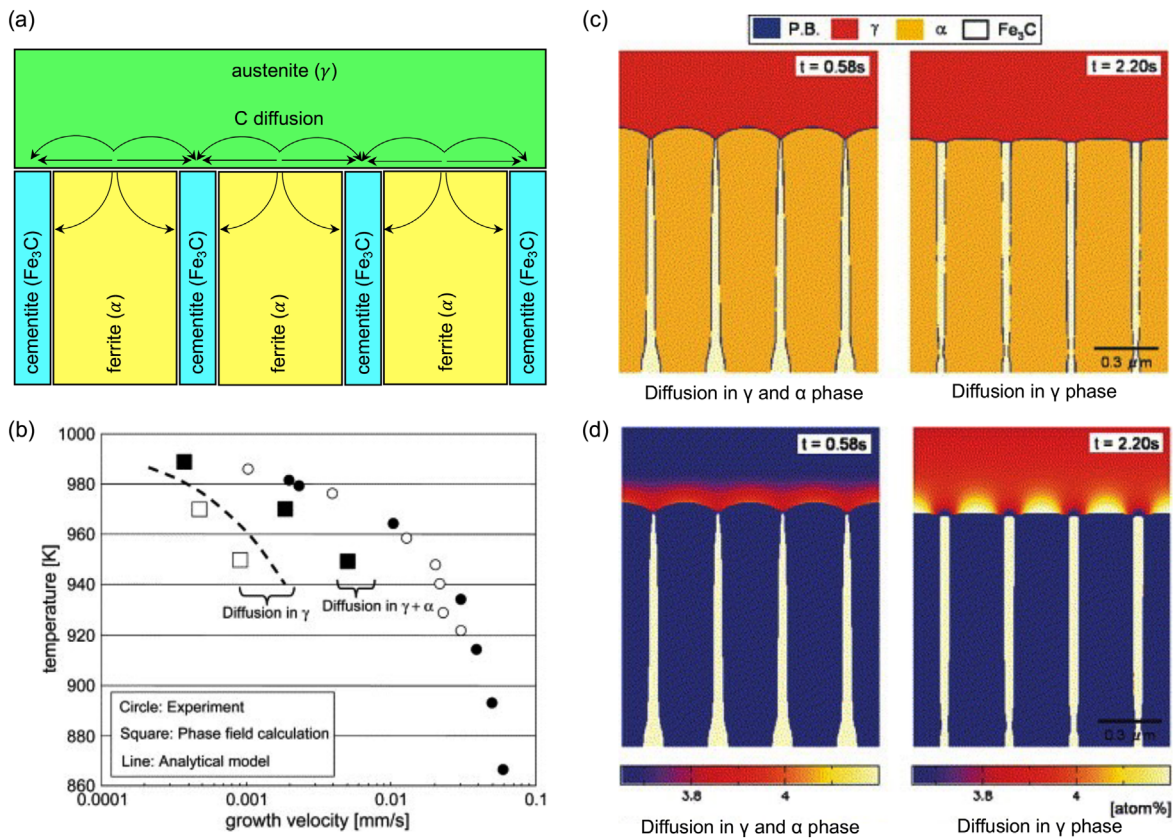 (a)
austenite (γ)
C diffusion
cementite (Fe₃C)
ferrite (α)
cementite (Fe₃C)
ferrite (α)
cementite (Fe₃C)
ferrite (α)
cementite (Fe₃C)
(b)
1000
980
960
940
920
900
880
860
temperature [K]
Diffusion in γ
Diffusion in γ + α
Circle: Experiment
Square: Phase field calculation
Line: Analytical model
0.0001
0.001
0.01
0.1
growth velocity [mm/s]
(c)
P.B. γ α Fe₃C
t = 0.58s
t = 2.20s
0.3 μm
Diffusion in γ and α phase
Diffusion in γ phase
(d)
t = 0.58s
t = 2.20s
0.3 μm
3.8 4
3.8 4
[atom%]
Diffusion in γ and α phase
Diffusion in γ phase